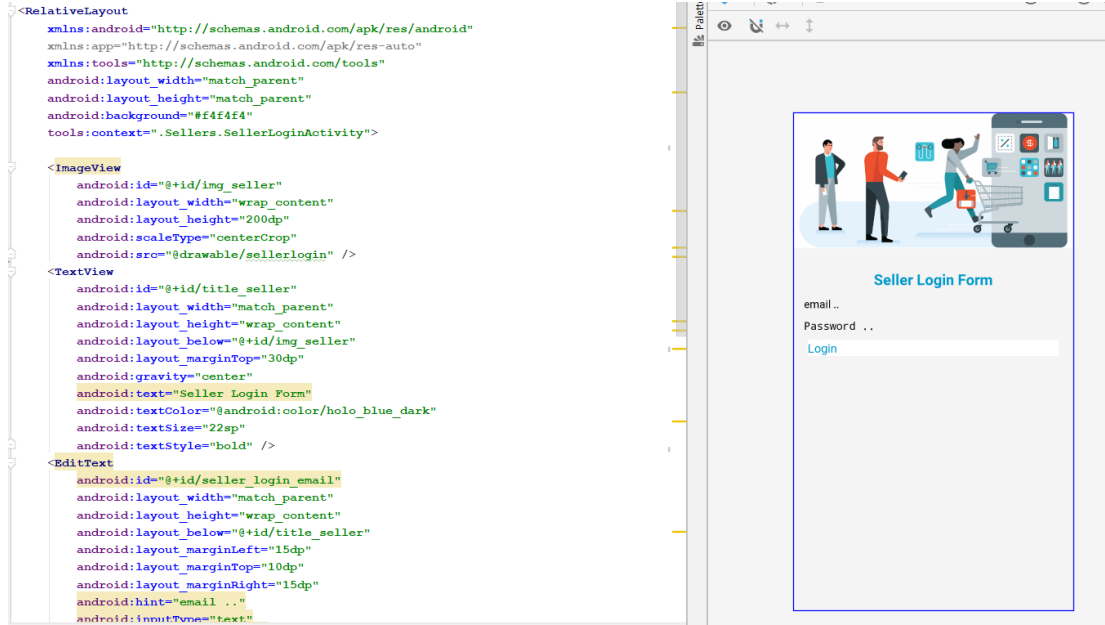 <RelativeLayout
xmlns:android="http://schemas.android.com/apk/res/android"
xmlns:app="http://schemas.android.com/apk/res-auto"
xmlns:tools="http://schemas.android.com/tools"
android:layout_width="match_parent"
android:layout_height="match_parent"
android:background="#f4f4f4"
tools:context=".Sellers.SellerLoginActivity">
<ImageView
android:id="@+id/img_seller"
android:layout_width="wrap_content"
android:layout_height="200dp"
android:scaleType="centerCrop"
android:src="@drawable/sellerlogin" />
<TextView
android:id="@+id/title_seller"
android:layout_width="match_parent"
android:layout_height="wrap_content"
android:layout_below="@+id/img_seller"
android:layout_marginTop="30dp"
android:gravity="center"
android:text="Seller Login Form"
android:textColor="@android:color/holo_blue_dark"
android:textSize="22sp"
android:textStyle="bold" />
<EditText
android:id="@+id/seller_login_email"
android:layout_width="match_parent"
android:layout_height="wrap_content"
android:layout_below="@+id/title_seller"
android:layout_marginLeft="15dp"
android:layout_marginTop="10dp"
android:layout_marginRight="15dp"
android:hint="email .."
android:inputType="text"
Seller Login Form
email ..
Password ..
Login